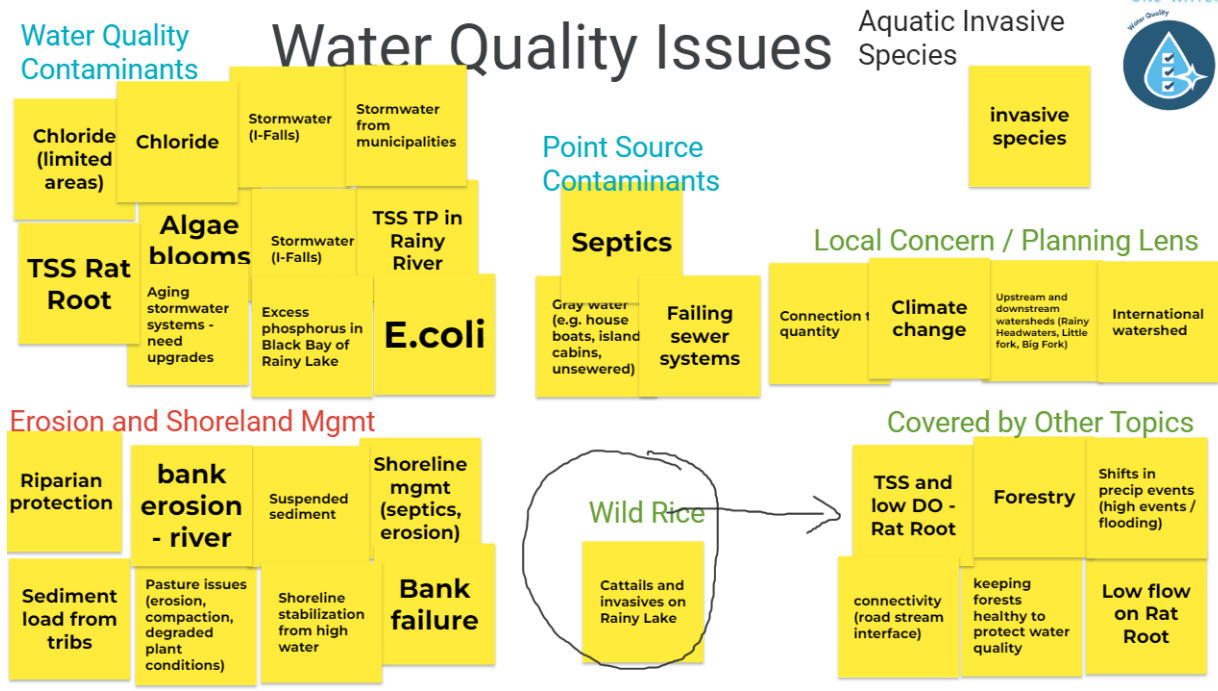 Water Quality Issues
Water Quality
Contaminants
Chloride
(limited
areas)
Chloride
Stormwater
(I-Falls)
Stormwater
from
municipalities
TSS Rat
Root
Algae
blooms
Stormwater
(I-Falls)
TSS TP in
Rainy
River
Aging
stormwater
systems -
need
upgrades
Excess
phosphorus in
Black Bay of
Rainy Lake
E.coli
Point Source
Contaminants
Septics
Gray water
(e.g. house
boats, island
cabins,
unsewered)
Failing
sewer
systems
Aquatic Invasive
Species
invasive
species
ONE WATER
Water Quality
Local Concern / Planning Lens
Connection t
quantity
Climate
change
Upstream and
downstream
watersheds (Rainy
Headwaters, Little
fork, Big Fork)
International
watershed
Erosion and Shoreland Mgmt
Riparian
protection
bank
erosion
- river
Suspended
sediment
Shoreline
mgmt
(septics,
erosion)
Sediment
load from
tribs
Pasture issues
(erosion,
compaction,
degraded
plant
conditions)
Shoreline
stabilization
from high
water
Bank
failure
Wild Rice
Cattails and
invasives on
Rainy Lake
Covered by Other Topics
TSS and
low DO -
Rat Root
Forestry
Shifts in
precip events
(high events /
flooding)
connectivity
(road stream
interface)
keeping
forests
healthy to
protect water
quality
Low flow
on Rat
Root